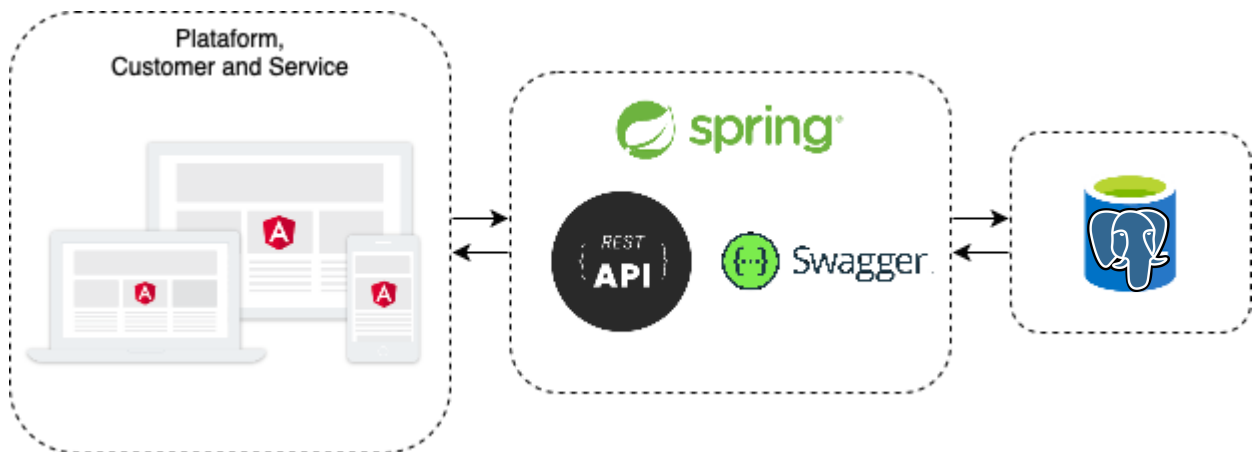 Plataform,
Customer and Service
spring
REST
{ API }
{··} Swagger.